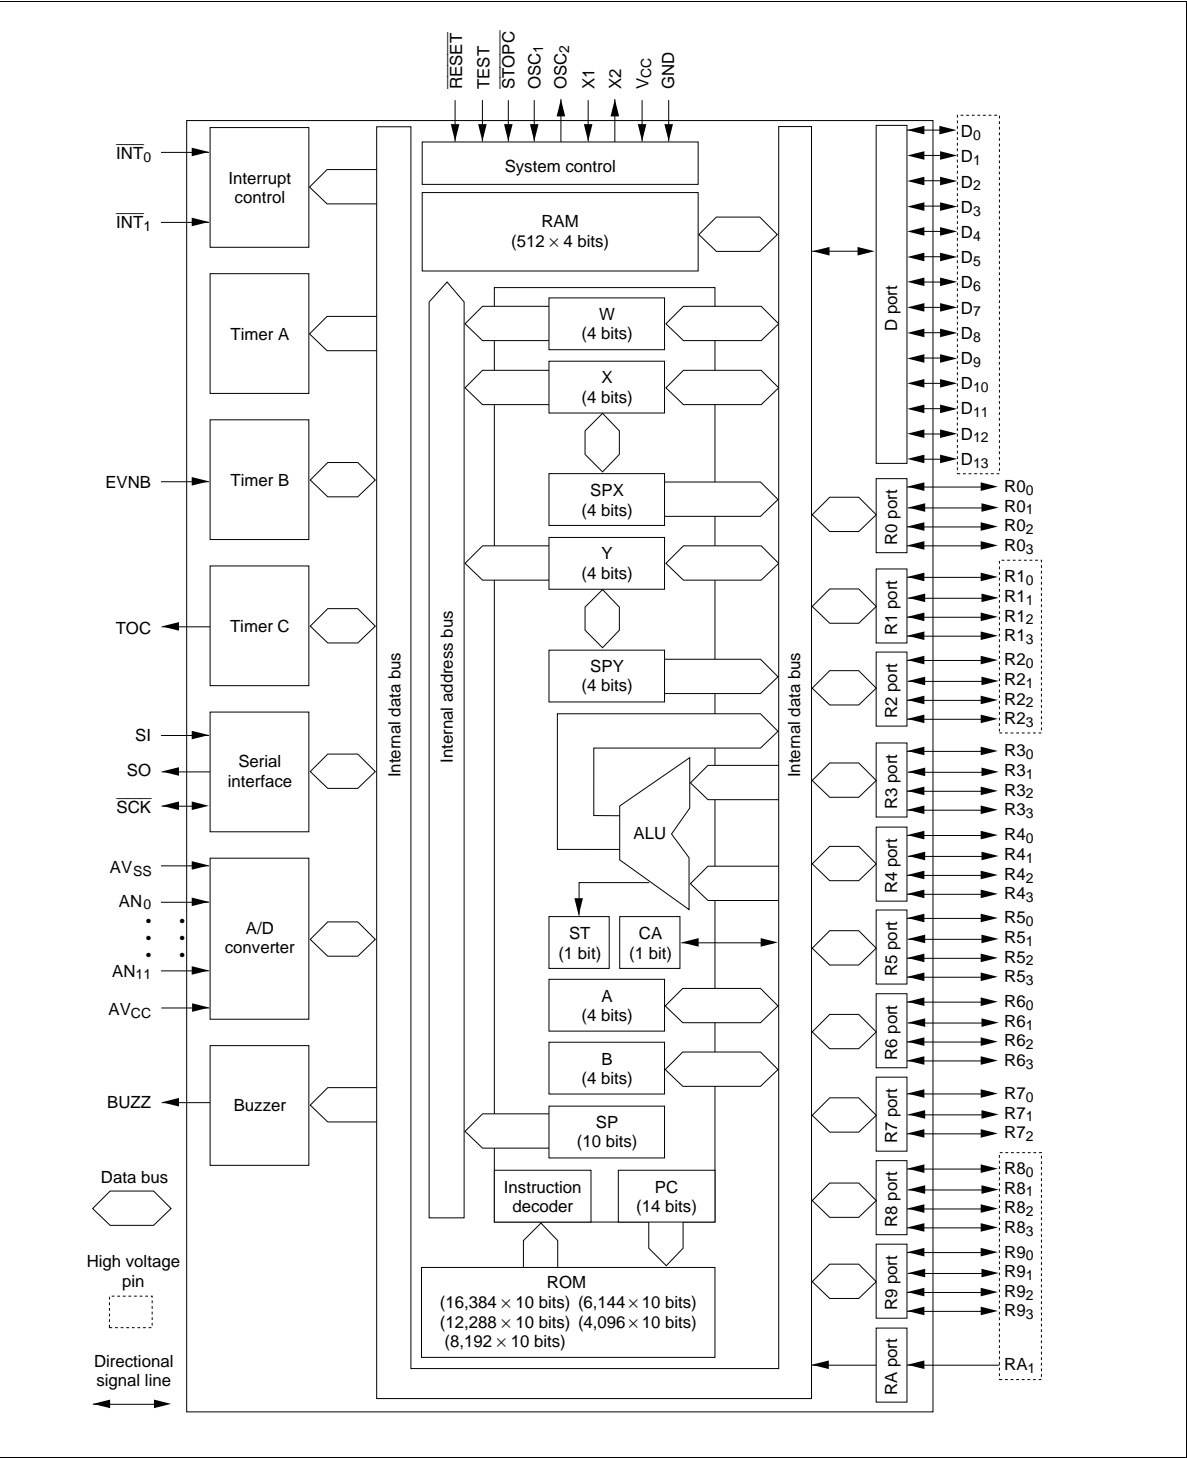 RESET
TEST
STOPC
OSC1
OSC2
X1
X2
VCC
GND
System control
RAM
(512 × 4 bits)
INT0
INT1
Interrupt
control
Timer A
EVNB
Timer B
TOC
Timer C
SI
SO
SCK
Serial
interface
AVSS
AN0
AN11
AVCC
A/D
converter
BUZZ
Buzzer
Data bus
High voltage
pin
Directional
signal line
Internal data bus
Internal address bus
W
(4 bits)
X
(4 bits)
SPX
(4 bits)
Y
(4 bits)
SPY
(4 bits)
ALU
ST
(1 bit)
CA
(1 bit)
A
(4 bits)
B
(4 bits)
SP
(10 bits)
Instruction
decoder
PC
(14 bits)
ROM
(16,384 × 10 bits) (6,144 × 10 bits)
(12,288 × 10 bits) (4,096 × 10 bits)
(8,192 × 10 bits)
Internal data bus
D port
D0
D1
D2
D3
D4
D5
D6
D7
D8
D9
D10
D11
D12
D13
R0 port
R00
R01
R02
R03
R1 port
R10
R11
R12
R13
R2 port
R20
R21
R22
R23
R3 port
R30
R31
R32
R33
R4 port
R40
R41
R42
R43
R5 port
R50
R51
R52
R53
R6 port
R60
R61
R62
R63
R7 port
R70
R71
R72
R8 port
R80
R81
R82
R83
R9 port
R90
R91
R92
R93
RA port
RA1